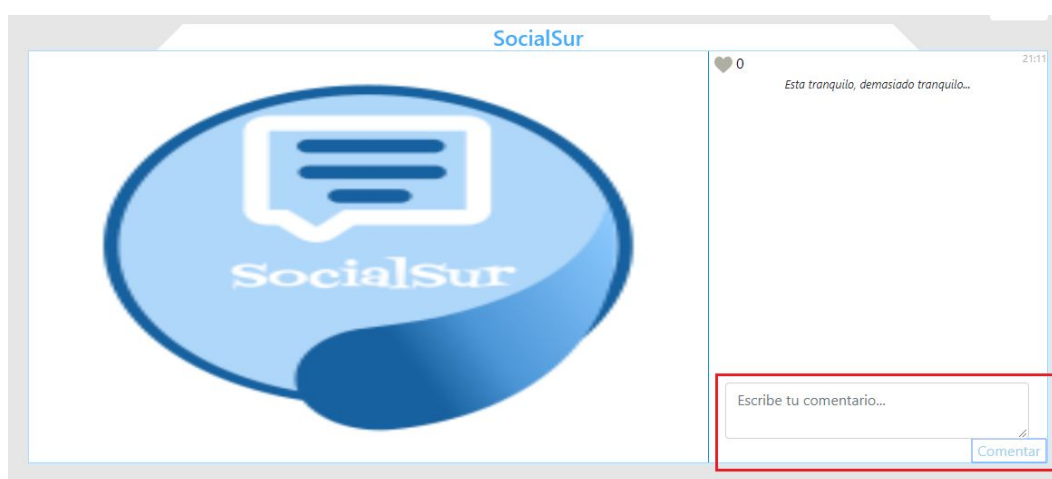 SocialSur
0
21:11
Esta tranquilo, demasiado tranquilo...
SocialSur
Escribe tu comentario...
Comentar